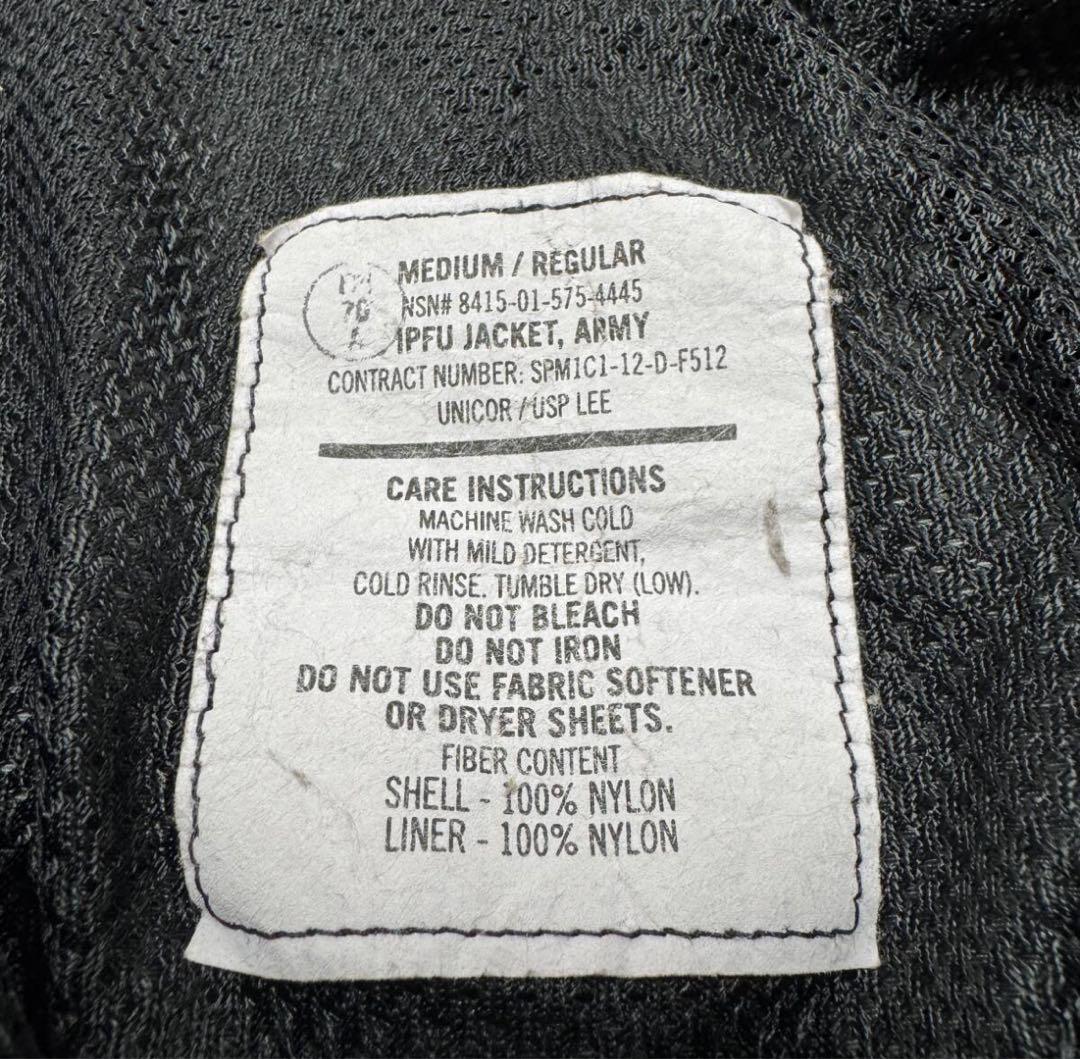 MEDIUM / REGULAR
NSN# 8415-01-575-4445
IPFU JACKET, ARMY
CONTRACT NUMBER: SPM1C1-12-D-F512
UNICOR / USP LEE
CARE INSTRUCTIONS
MACHINE WASH COLD
WITH MILD DETERGENT,
COLD RINSE. TUMBLE DRY (LOW).
DO NOT BLEACH
DO NOT IRON
DO NOT USE FABRIC SOFTENER
OR DRYER SHEETS.
FIBER CONTENT
SHELL - 100% NYLON
LINER - 100% NYLON